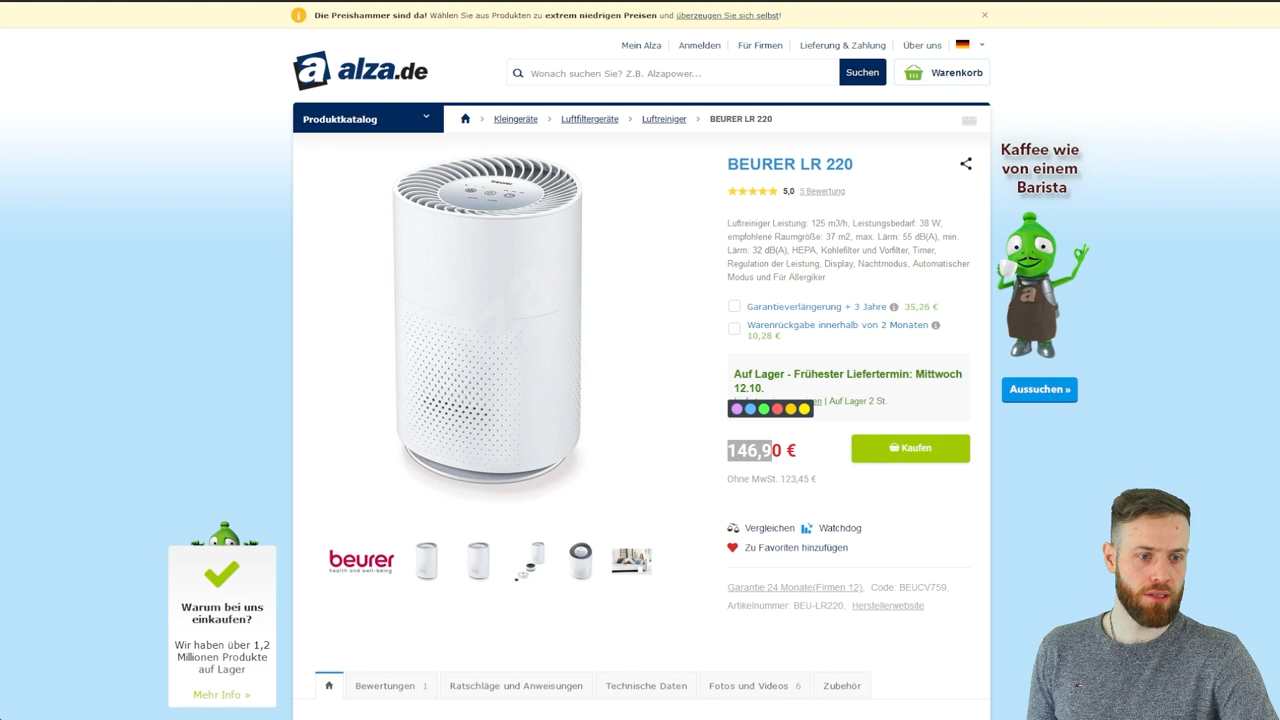 Die Preishammer sind da! Wählen Sie aus Produkten zu extrem niedrigen Preisen und überzeugen Sie sich selbst!
Mein Alza
Anmelden
Für Firmen
Lieferung & Zahlung
Über uns
a alza.de
Wonach suchen Sie? Z.B. Alzapower...
Suchen
Warenkorb
Produktkatalog
Kleingeräte
Luftfiltergeräte
Luftreiniger
BEURER LR 220
Kaffee wie
von einem
Barista
a
Aussuchen »
beurer
BEURER LR 220
5,0 5 Bewertung
Luftreiniger Leistung: 125 m3/h, Leistungsbedarf: 38 W,
empfohlene Raumgröße: 37 m2, max. Lärm: 55 dB(A), min.
Lärm: 32 dB(A), HEPA, Kohlefilter und Vorfilter, Timer,
Regulation der Leistung, Display, Nachtmodus, Automatischer
Modus und Für Allergiker
Garantieverlängerung + 3 Jahre 35,26 €
Warenrückgabe innerhalb von 2 Monaten
10,28 €
Auf Lager - Frühester Liefertermin: Mittwoch
12.10.
en | Auf Lager 2 St.
146,90 €
Kaufen
Ohne MwSt. 123,45 €
Vergleichen
Watchdog
Zu Favoriten hinzufügen
Garantie 24 Monate(Firmen 12), Code: BEUCV759,
Artikelnummer: BEU-LR220, Herstellerwebsite
beurer
health and well-being
Warum bei uns
einkaufen?
Wir haben über 1,2
Millionen Produkte
auf Lager
Mehr Info »
Bewertungen 1
Ratschläge und Anweisungen
Technische Daten
Fotos und Videos 6
Zubehör